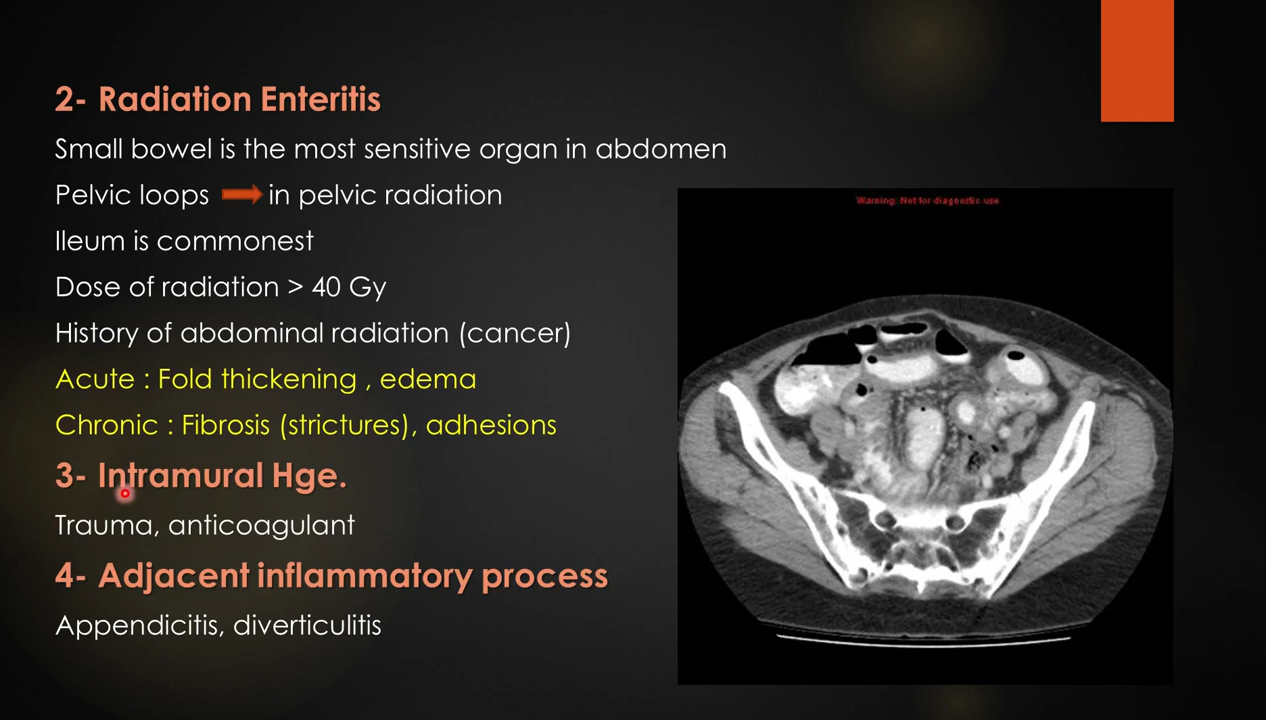 2- Radiation Enteritis
Small bowel is the most sensitive organ in abdomen
Pelvic loops in pelvic radiation
Ileum is commonest
Dose of radiation > 40 Gy
History of abdominal radiation (cancer)
Acute : Fold thickening , edema
Chronic : Fibrosis (strictures), adhesions
3- Intramural Hge.
Trauma, anticoagulant
4- Adjacent inflammatory process
Appendicitis, diverticulitis
Warning: Not for diagnostic use